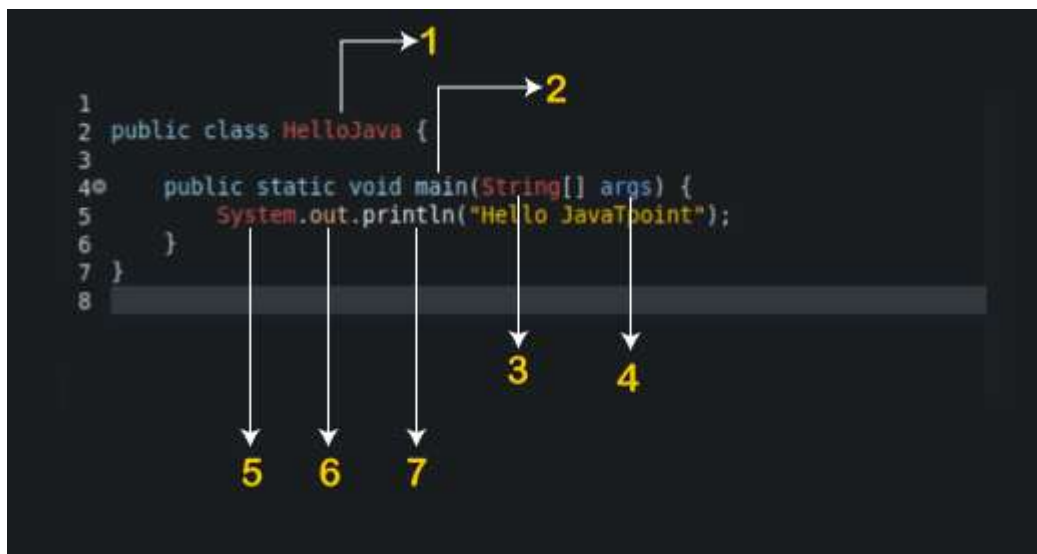 1
2
1
2 public class HelloJava {
3
4 public static void main(String[] args) {
5 System.out.println("Hello JavaTpoint");
6 }
7 }
8
3
4
5 6 7